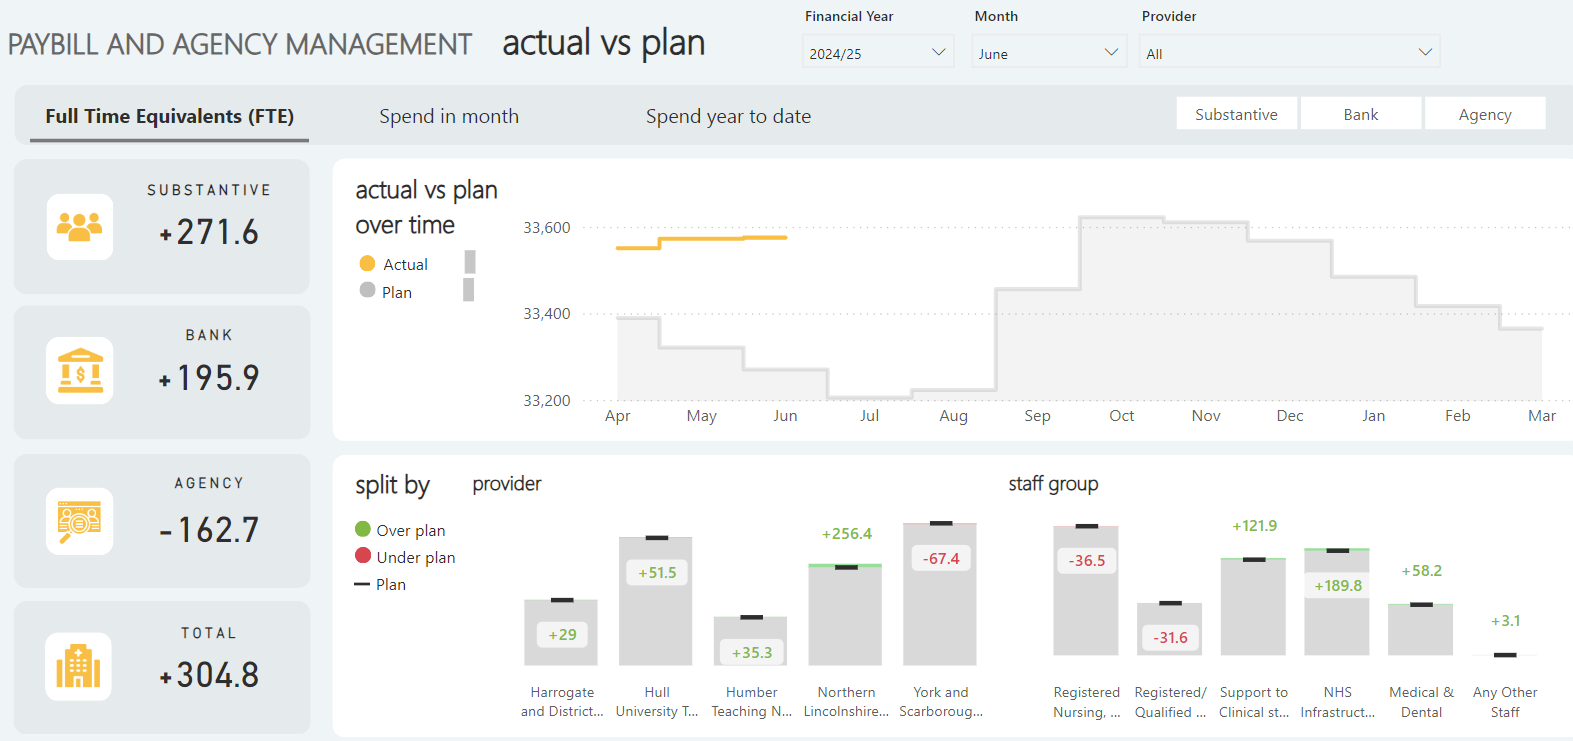 PAYBILL AND AGENCY MANAGEMENT actual vs plan
Financial Year
2024/25
Month
June
Provider
All
Full Time Equivalents (FTE) Spend in month Spend year to date
Substantive Bank Agency
SUBSTANTIVE
+271.6
BANK
+195.9
AGENCY
-162.7
TOTAL
+304.8
actual vs plan
over time
Actual
Plan
33,600
33,400
33,200
Apr May Jun Jul Aug Sep Oct Nov Dec Jan Feb Mar
split by
Over plan
Under plan
Plan
provider
+29 +51.5 +35.3 +256.4 -67.4
Harrogate
and District...
Hull
University T...
Humber
Teaching N...
Northern
Lincolnshire...
York and
Scarboroug...
staff group
-36.5 -31.6 +121.9 +189.8 +58.2 +3.1
Registered
Nursing, ...
Registered/
Qualified ...
Support to
Clinical st...
NHS
Infrastruct...
Medical &
Dental
Any Other
Staff